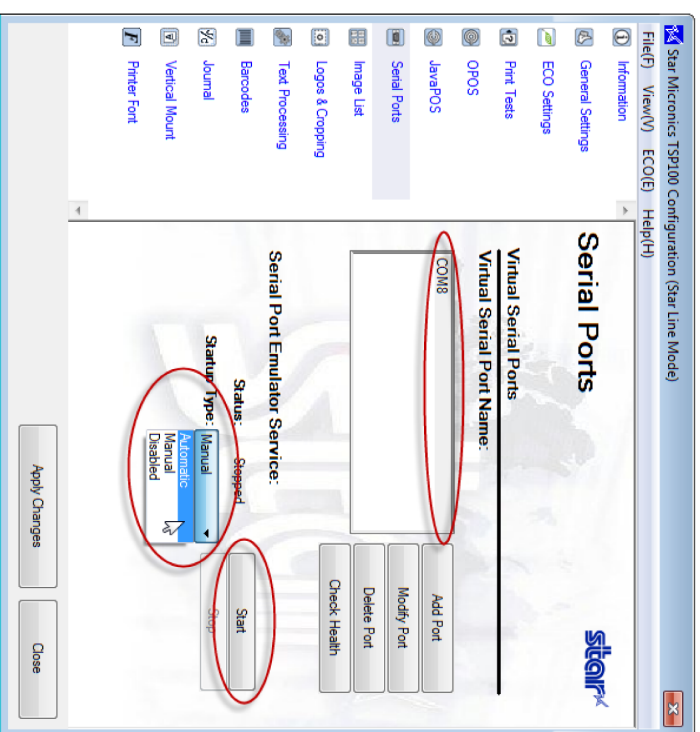 Star Micronics TSP100 Configuration (Star Line Mode)
File(F) View(V) ECO(E) Help(H)
Information
General Settings
ECO Settings
Print Tests
OPOS
JavaPOS
Serial Ports
Image List
Logos & Cropping
Text Processing
Barcodes
Journal
Vertical Mount
Printer Font
Serial Ports
star
Virtual Serial Ports
Virtual Serial Port Name:
COM8
Add Port
Modify Port
Delete Port
Check Health
Serial Port Emulator Service:
Status: Stopped
Startup Type: Manual
Automatic
Manual
Disabled
Start
Stop
Apply Changes
Close